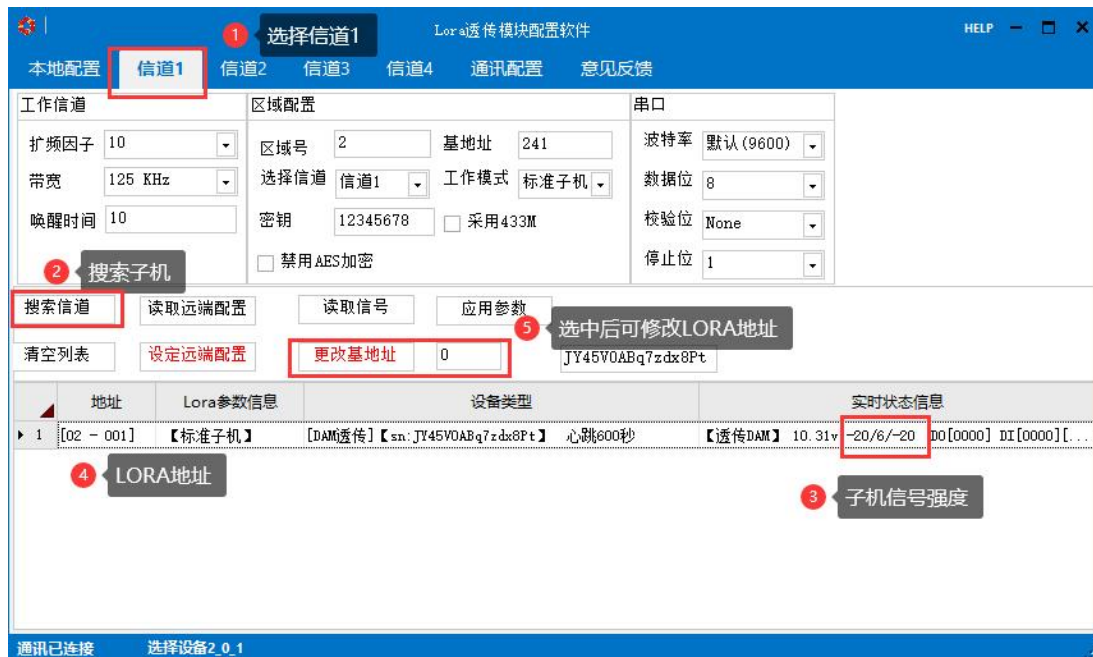 1 选择信道1 Lora透传模块配置软件 HELP
本地配置 信道1 信道2 信道3 信道4 通讯配置 意见反馈
工作信道 区域配置 串口
扩频因子 10 区域号 2 基地址 241 波特率 默认(9600)
带宽 125 KHz 选择信道 信道1 工作模式 标准子机 数据位 8
唤醒时间 10 密钥 12345678 采用433M 校验位 None
2 搜索子机 禁用AES加密 停止位 1
搜索信道 读取远端配置 读取信号 应用参数
5 选中后可修改LORA地址
清空列表 设定远端配置 更改基地址 0 JY45V0ABq7zdx8Pt
地址 Lora参数信息 设备类型 实时状态信息
1 [02 - 001] 【标准子机】 [DAM透传]【sn:JY45V0ABq7zdx8Pt】 心跳600秒 【透传DAM】 10.31v -20/6/-20 DO[0000] DI[0000][...
4 LORA地址
3 子机信号强度
通讯已连接 选择设备2_0_1